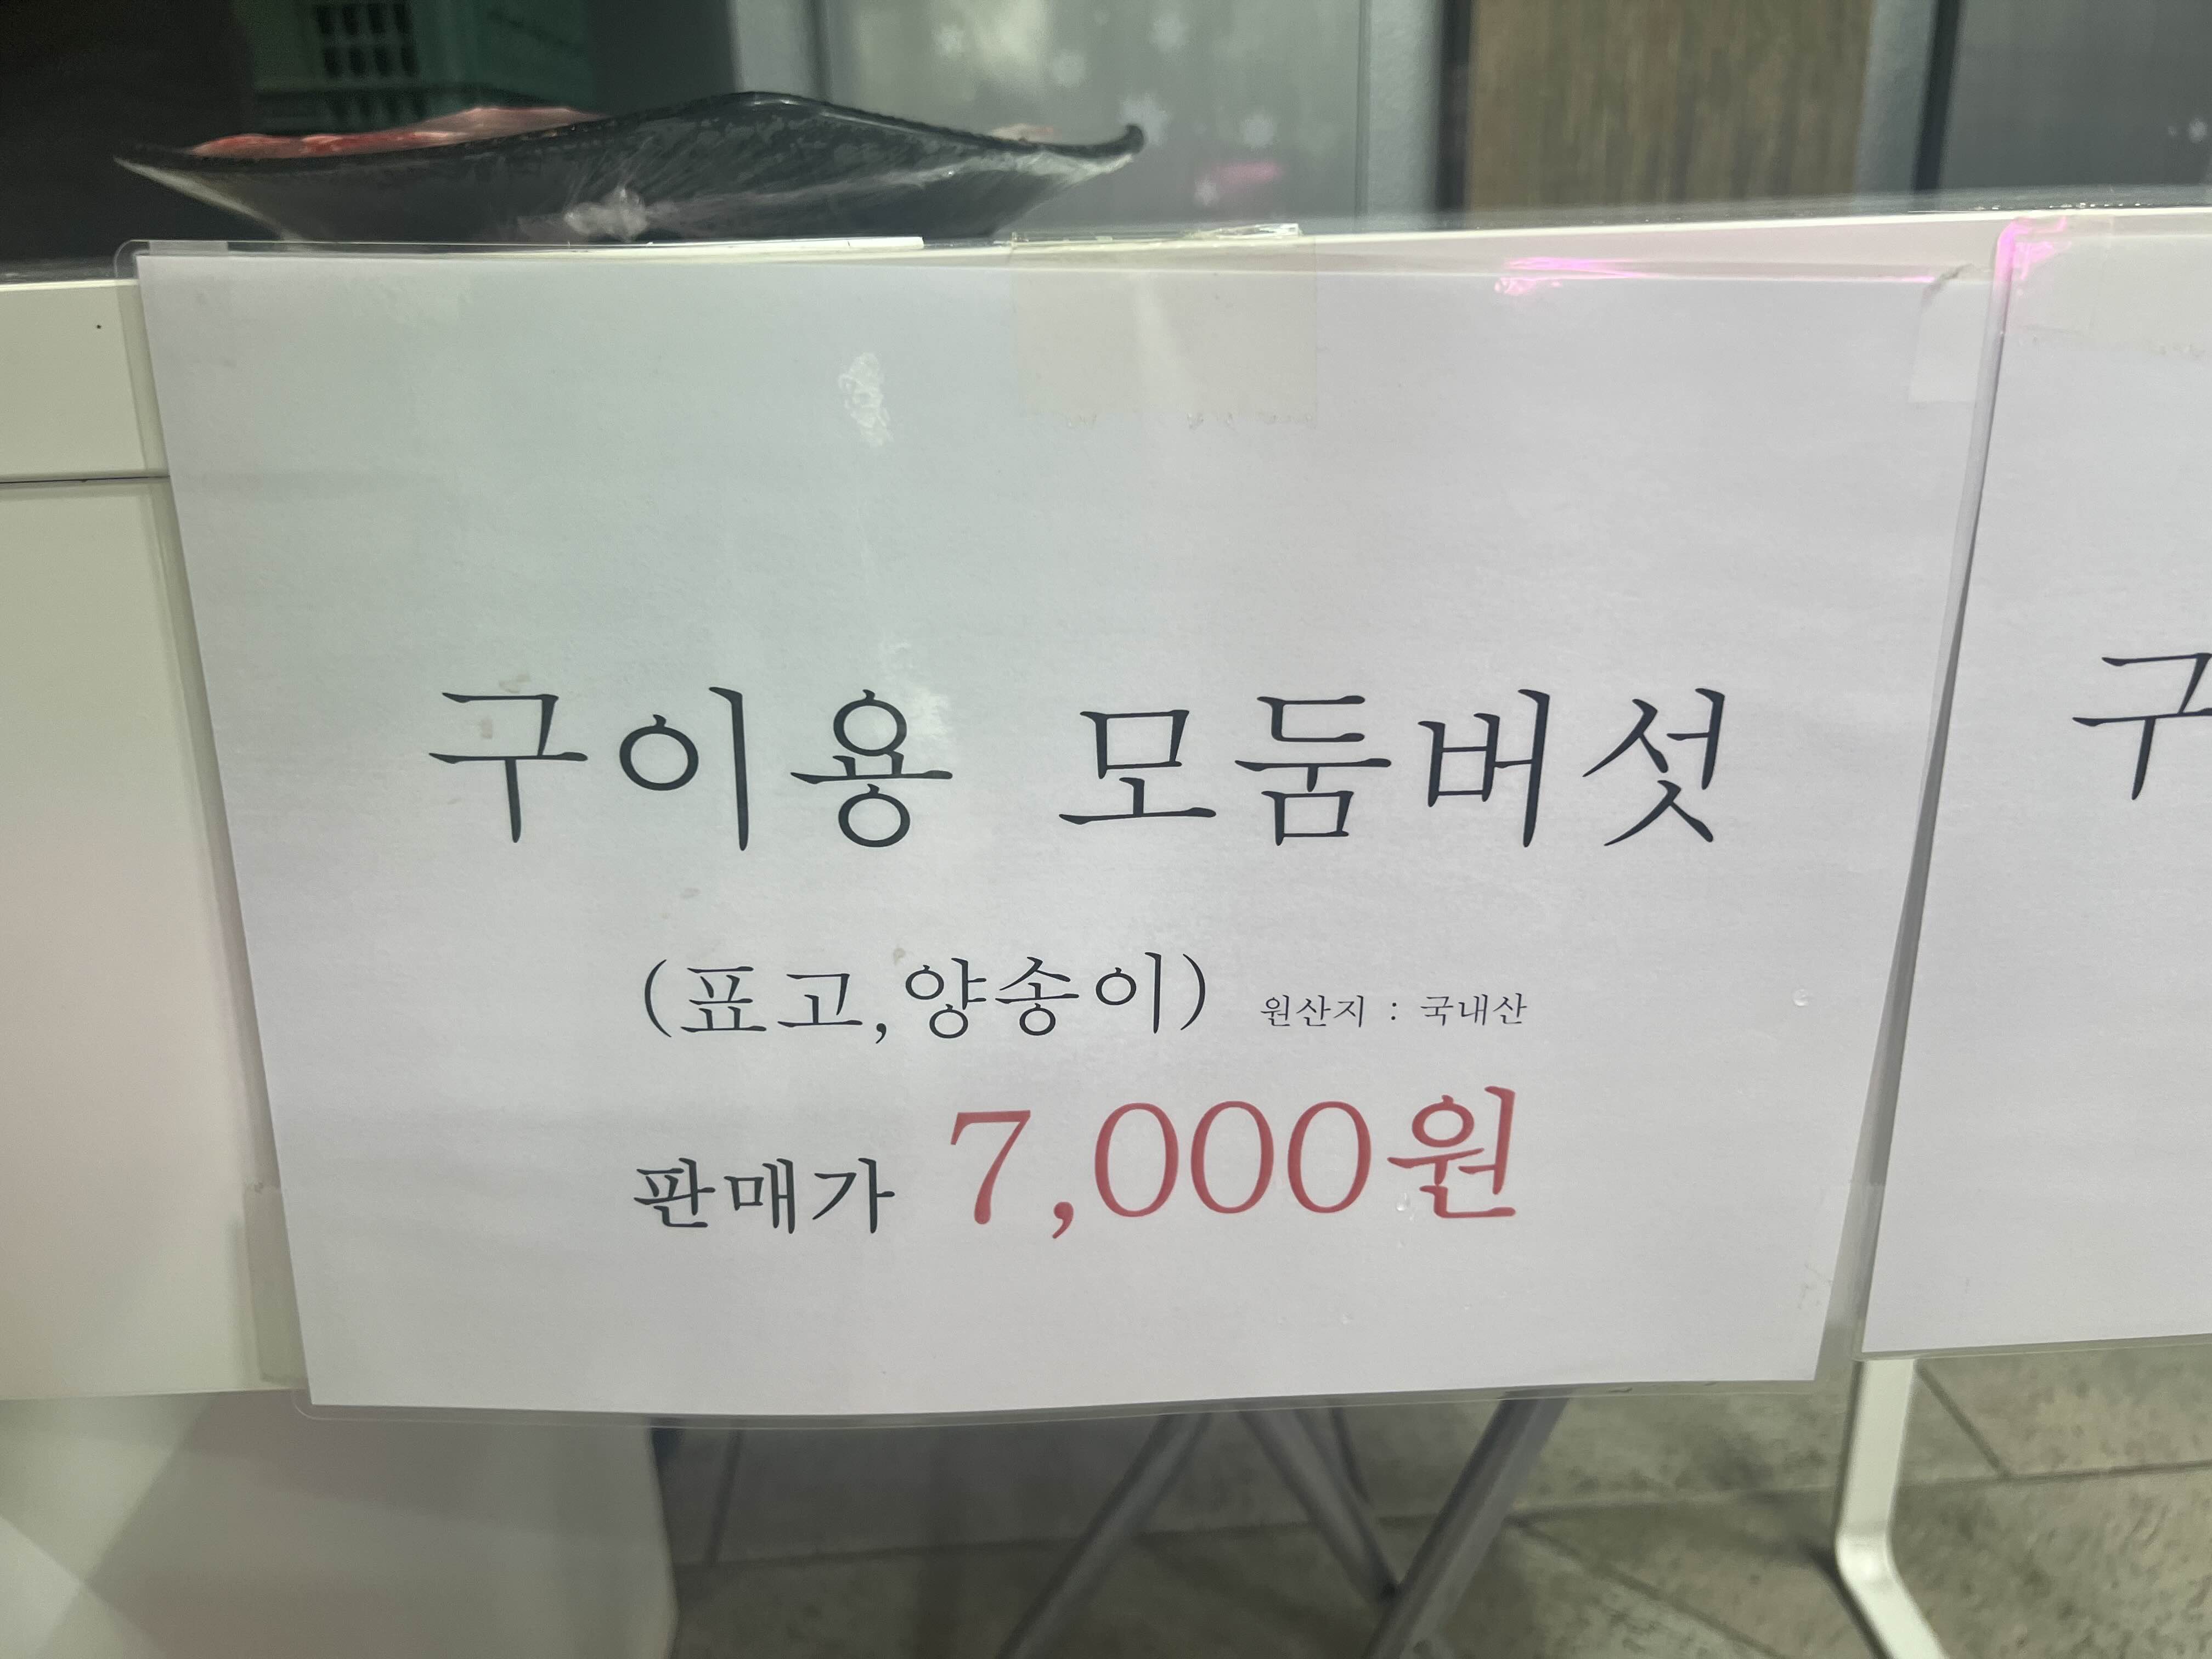 구이용 모둠버섯
(표고,양송이) 원산지 : 국내산
판매가 7,000원
구